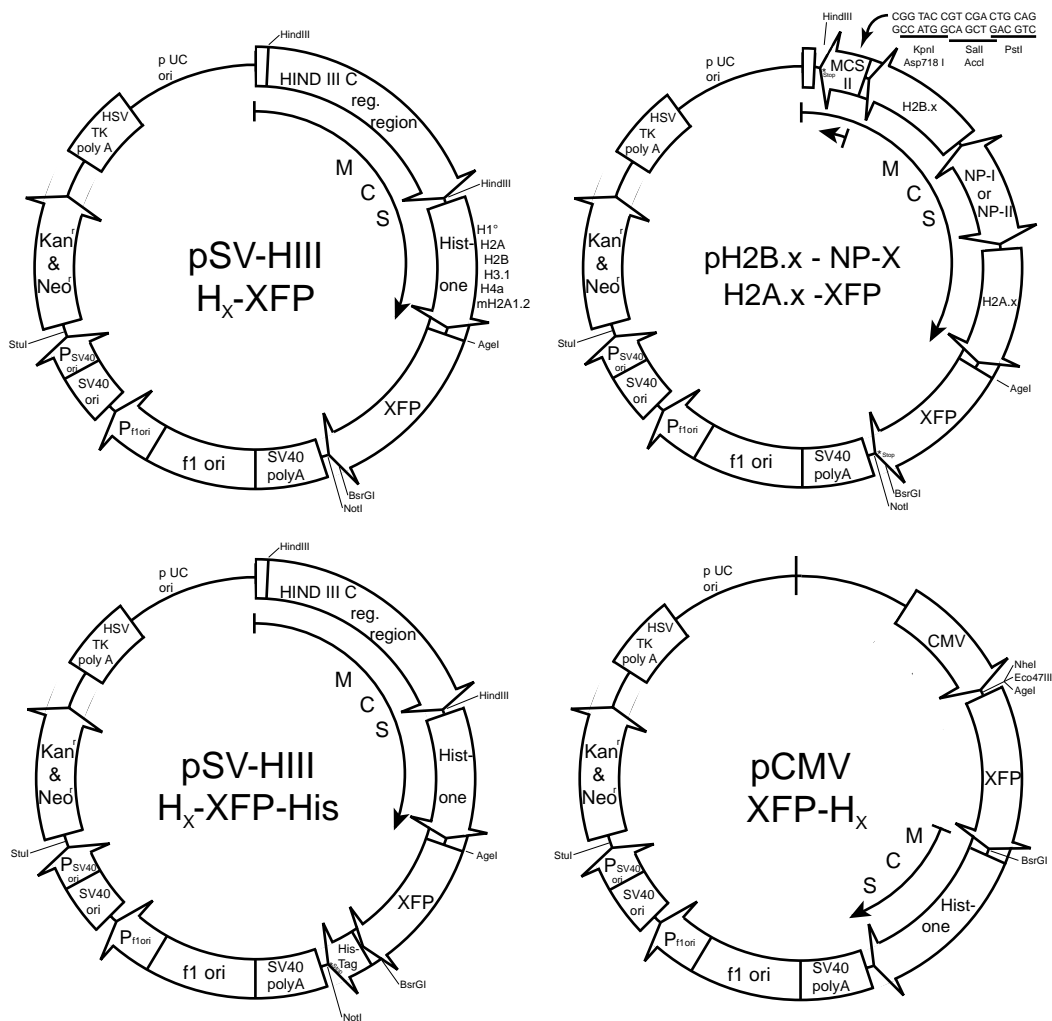 HindIII
HIND III C
reg.
region
p UC
ori
HSV
TK
poly A
M
C
S
HindIII
Kan r
&
Neo r
pSV-HIII
HX-XFP
Hist-
one
H1°
H2A
H2B
H3.1
H4a
mH2A1.2
StuI
AgeI
PSV40
ori
SV40
ori
XFP
Pf1ori
f1 ori
SV40
polyA
BsrGI
NotI
CGG TAC CGT CGA CTG CAG
GCC ATG GCA GCT GACGTC
KpnI
Asp718 I
SalI
AccI
PstI
HindIII
*Stop
MCS
II
H2B.x
p UC
ori
HSV
TK
poly A
M
C
S
NP-I
or
NP-II
Kan r
&
Neo r
pH2B.x - NP-X
H2A.x -XFP
H2A.x
StuI
AgeI
PSV40
ori
SV40
ori
XFP
Pf1ori
f1 ori
SV40
polyA
*Stop
BsrGI
NotI
HindIII
HIND III C
reg.
region
p UC
ori
HSV
TK
poly A
M
C
S
HindIII
Kan r
&
Neo r
pSV-HIII
HX-XFP-His
Hist-
one
StuI
AgeI
PSV40
ori
SV40
ori
XFP
Pf1ori
f1 ori
SV40
polyA
His-
Tag
*Stop
BsrGI
NotI
p UC
ori
HSV
TK
poly A
CMV
NheI
Eco47III
AgeI
Kan r
&
Neo r
pCMV
XFP-HX
XFP
M
C
S
StuI
BsrGI
PSV40
ori
SV40
ori
Hist-
one
Pf1ori
f1 ori
SV40
polyA